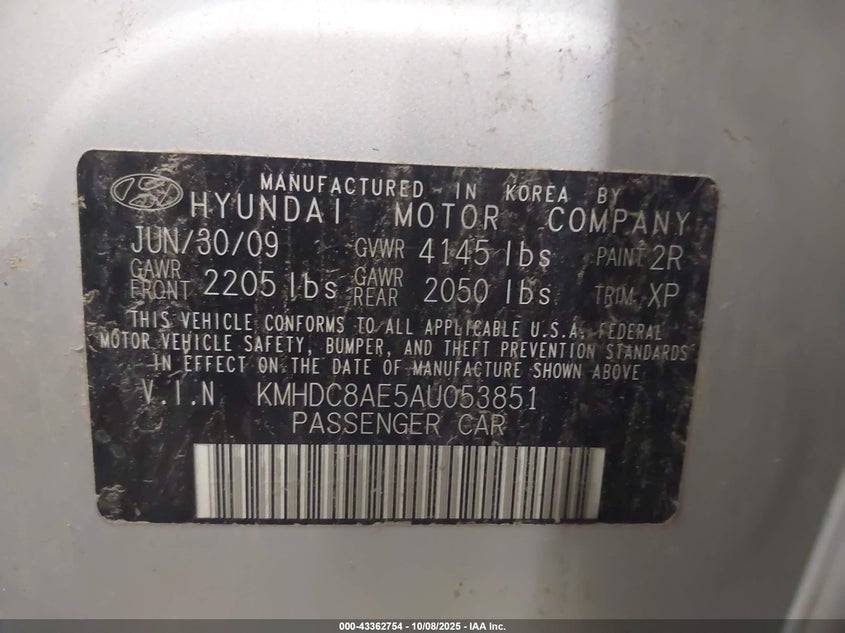 MANUFACTURED IN KOREA BY
HYUNDAI MOTOR COMPANY
JUN/30/09 GVWR 4145 lbs PAINT 2R
GAWR FRONT 2205 lbs GAWR REAR 2050 lbs TRIM XP
THIS VEHICLE CONFORMS TO ALL APPLICABLE U.S.A. FEDERAL
MOTOR VEHICLE SAFETY, BUMPER, AND THEFT PREVENTION STANDARDS
IN EFFECT ON THE DATE OF MANUFACTURE SHOWN ABOVE.
V.I.N KMHDC8AE5AU053851
PASSENGER CAR
000-43362754 - 10/08/2025 - IAA Inc.